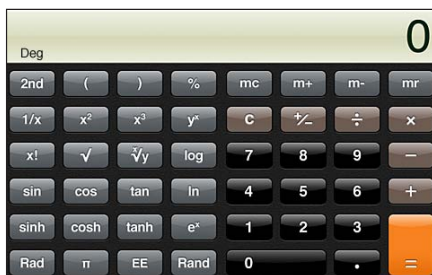 0
Deg
2nd ( ) % mc m+ m- mr
1/x x² x³ yˣ C +/− ÷ ×
x! √ ˣ√y log 7 8 9 −
sin cos tan ln 4 5 6 +
sinh cosh tanh eˣ 1 2 3 =
Rad π EE Rand 0 .